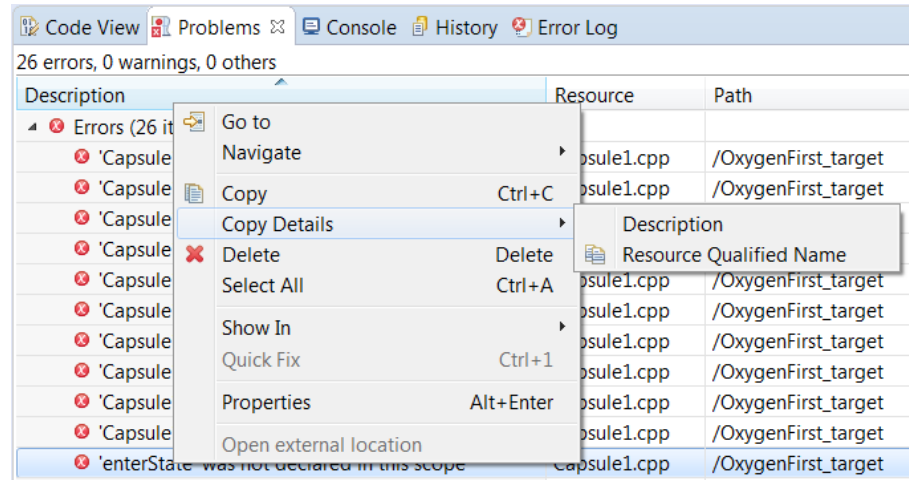 Code View Problems Console History Error Log
26 errors, 0 warnings, 0 others
Description Resource Path
Errors (26 it
Go to
Navigate
'Capsule psule1.cpp /OxygenFirst_target
'Capsule Copy Ctrl+C psule1.cpp /OxygenFirst_target
'Capsule Copy Details Description
'Capsule Delete Delete Resource Qualified Name
'Capsule Select All Ctrl+A psule1.cpp /OxygenFirst_target
'Capsule psule1.cpp /OxygenFirst_target
'Capsule Show In psule1.cpp /OxygenFirst_target
'Capsule Quick Fix Ctrl+1 psule1.cpp /OxygenFirst_target
'Capsule Properties Alt+Enter psule1.cpp /OxygenFirst_target
'Capsule Open external location psule1.cpp /OxygenFirst_target
'enterState' was not declared in this scope Capsule1.cpp /OxygenFirst_target